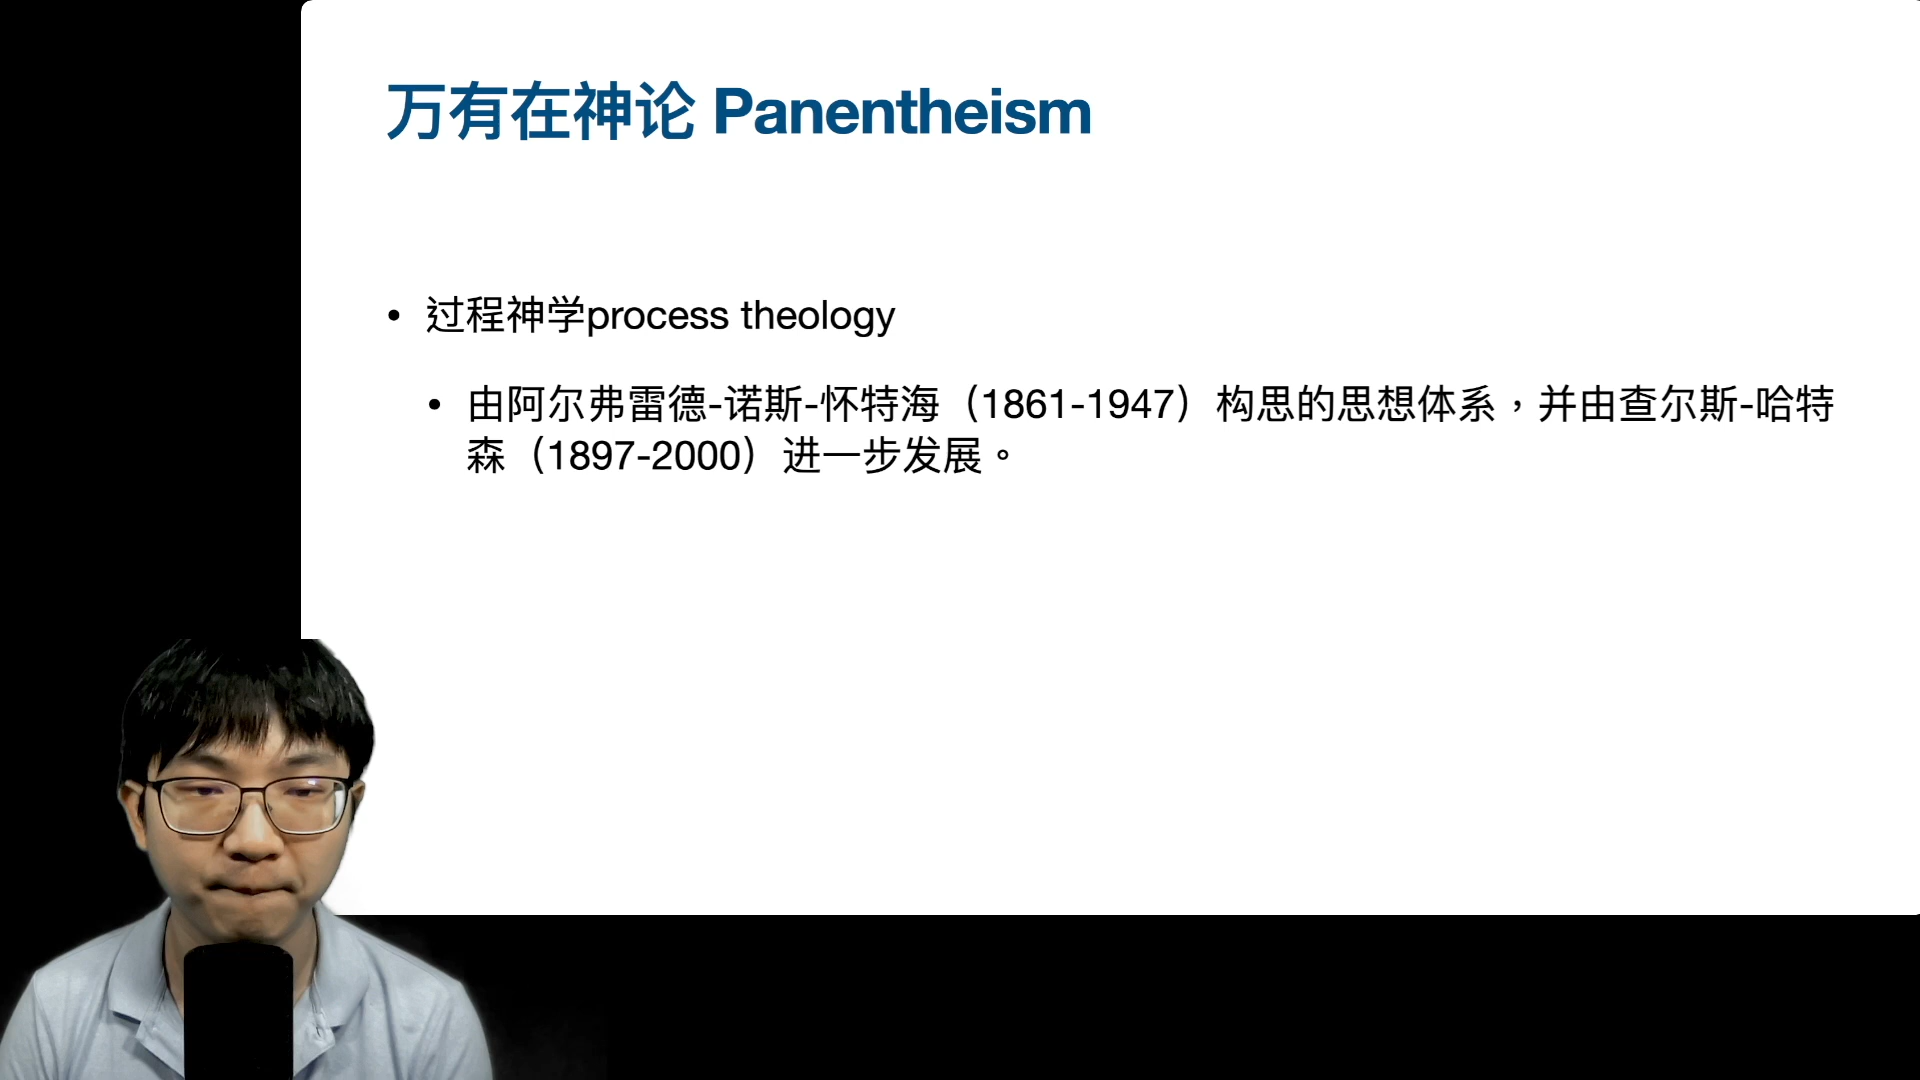 万有在神论 Panentheism
• 过程神学process theology
• 由阿尔弗雷德-诺斯-怀特海（1861-1947）构思的思想体系，并由查尔斯-哈特
森（1897-2000）进一步发展。